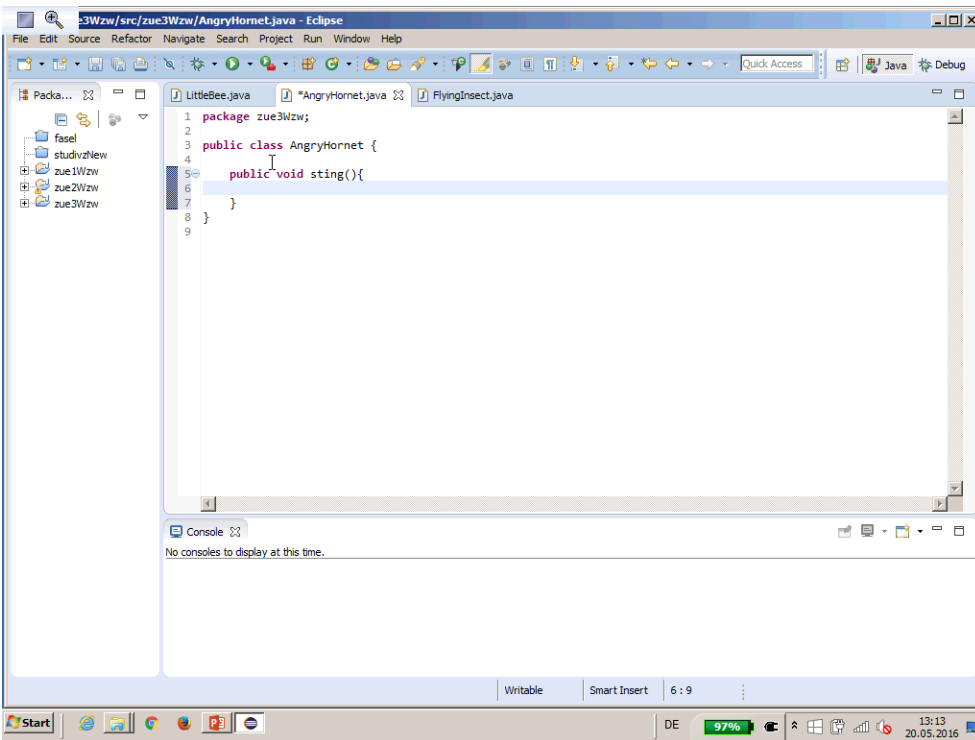 e3Wzw/src/zue3Wzw/AngryHornet.java - Eclipse
File Edit Source Refactor Navigate Search Project Run Window Help
Quick Access Java Debug
Packa...
LittleBee.java *AngryHornet.java FlyingInsect.java
fasel
studivzNew
zue1Wzw
zue2Wzw
zue3Wzw
1 package zue3Wzw;
2
3 public class AngryHornet {
4
5 public void sting(){
6
7 }
8 }
9
Console
No consoles to display at this time.
Writable Smart Insert 6 : 9
Start DE 97% 13:13
20.05.2016